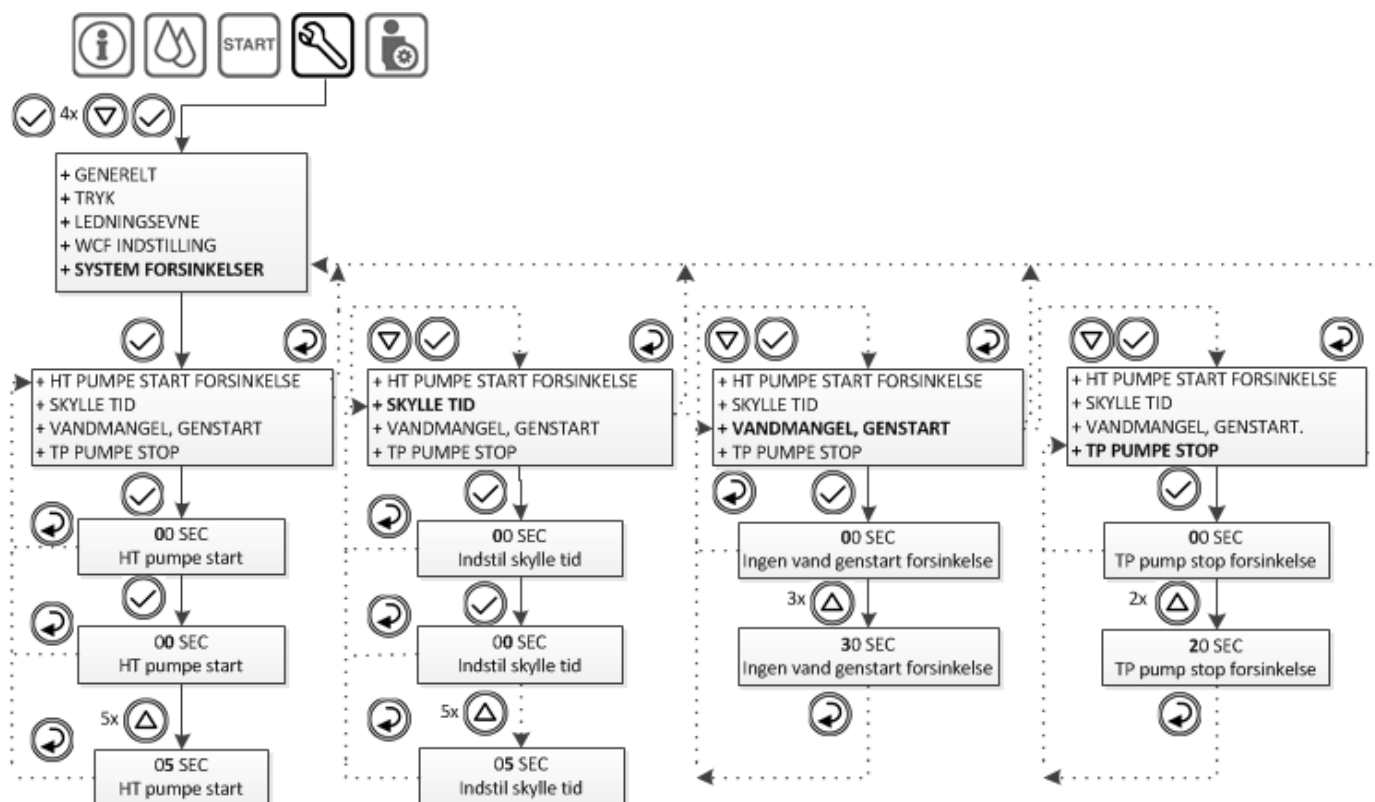 START
4x
+ GENERELT
+ TRYK
+ LEDNINGSEVNE
+ WCF INDSTILLING
+ SYSTEM FORSINKELSER
+ HT PUMPE START FORSINKELSE
+ SKYLLE TID
+ VANDMANGEL, GENSTART
+ TP PUMPE STOP
00 SEC
HT pumpe start
00 SEC
HT pumpe start
5x
05 SEC
HT pumpe start
+ HT PUMPE START FORSINKELSE
+ SKYLLE TID
+ VANDMANGEL, GENSTART
+ TP PUMPE STOP
00 SEC
Indstil skylle tid
00 SEC
Indstil skylle tid
5x
05 SEC
Indstil skylle tid
+ HT PUMPE START FORSINKELSE
+ SKYLLE TID
+ VANDMANGEL, GENSTART
+ TP PUMPE STOP
00 SEC
Ingen vand genstart forsinkelse
3x
30 SEC
Ingen vand genstart forsinkelse
+ HT PUMPE START FORSINKELSE
+ SKYLLE TID
+ VANDMANGEL, GENSTART.
+ TP PUMPE STOP
00 SEC
TP pump stop forsinkelse
2x
20 SEC
TP pump stop forsinkelse